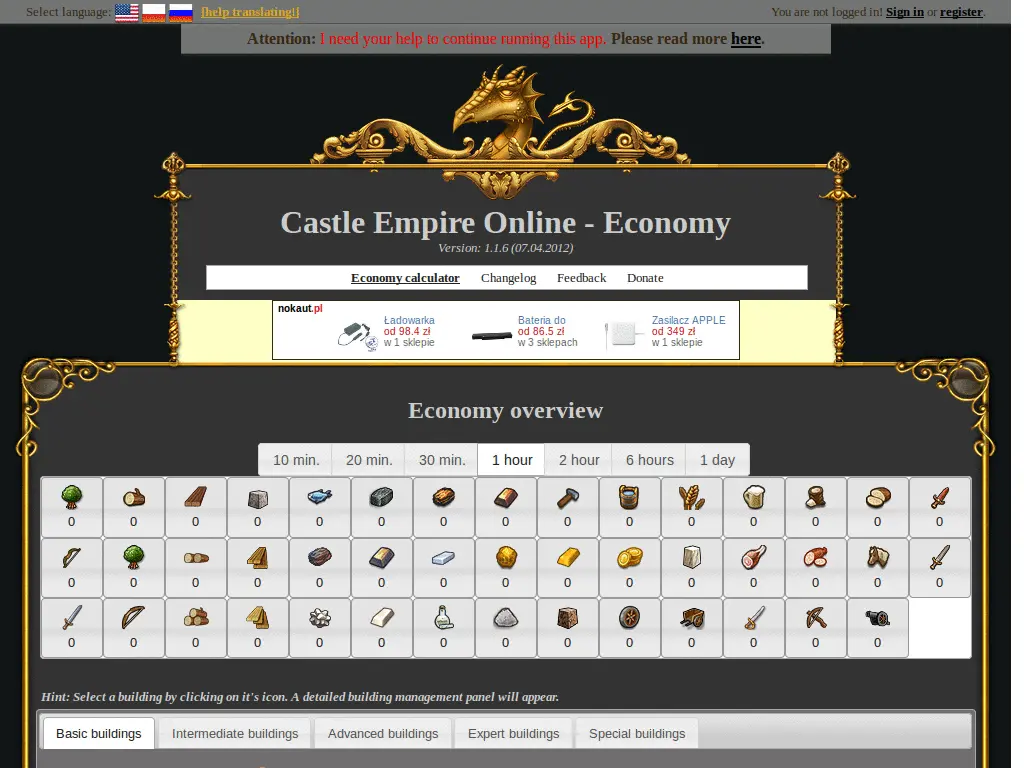 Select language: [help translating!] You are not logged in! Sign in or register.
Attention: I need your help to continue running this app. Please read more here.
Castle Empire Online - Economy
Version: 1.1.6 (07.04.2012)
Economy calculator Changelog Feedback Donate
nokaut.pl
Ładowarka
od 98.4 zł
w 1 sklepie
Bateria do
od 86.5 zł
w 3 sklepach
Zasilacz APPLE
od 349 zł
w 1 sklepie
Economy overview
10 min. 20 min. 30 min. 1 hour 2 hour 6 hours 1 day
0 0 0 0 0 0 0 0 0 0 0 0 0 0 0
0 0 0 0 0 0 0 0 0 0 0 0 0 0 0
0 0 0 0 0 0 0 0 0 0 0 0 0 0
Hint: Select a building by clicking on it's icon. A detailed building management panel will appear.
Basic buildings Intermediate buildings Advanced buildings Expert buildings Special buildings